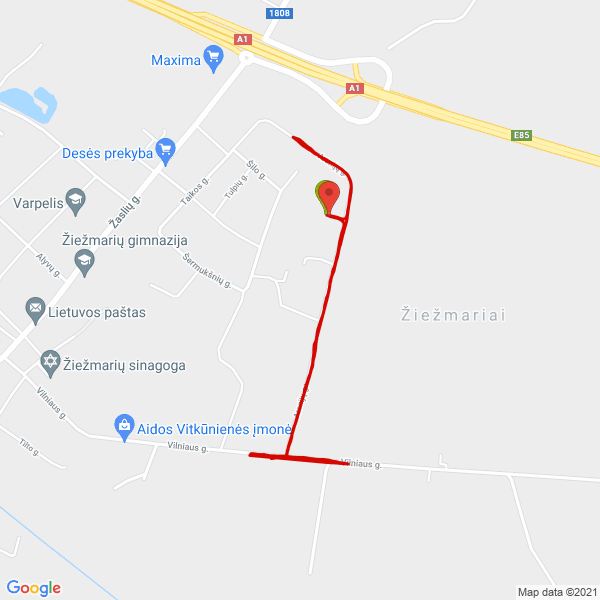 1808
A1
Maxima
A1
E85
Desės prekyba
Šilo g.
Tulpių g.
Taikos g.
Varpelis
Žaslių g.
Žiežmarių gimnazija
Alyvų g.
Šermukšnių g.
Lietuvos paštas
Žiežmariai
Žiežmarių sinagoga
Vilniaus g.
Aidos Vitkūnienės įmonė
Tilto g.
Vilniaus g.
Vilniaus g.
Google
Map data ©2021